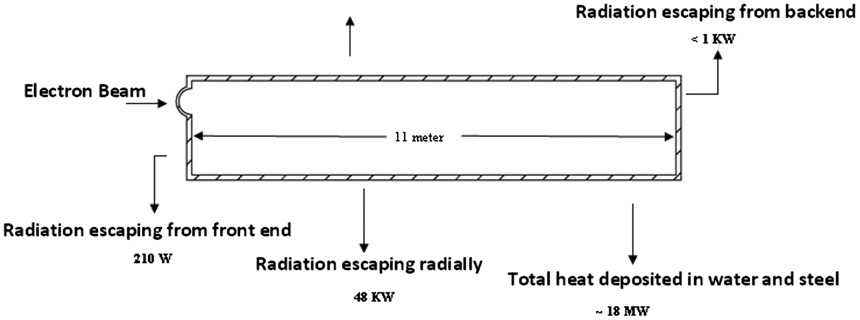 Radiation escaping from backend
< 1 KW
Electron Beam
11 meter
Radiation escaping from front end
210 W
Radiation escaping radially
48 KW
Total heat deposited in water and steel
~ 18 MW